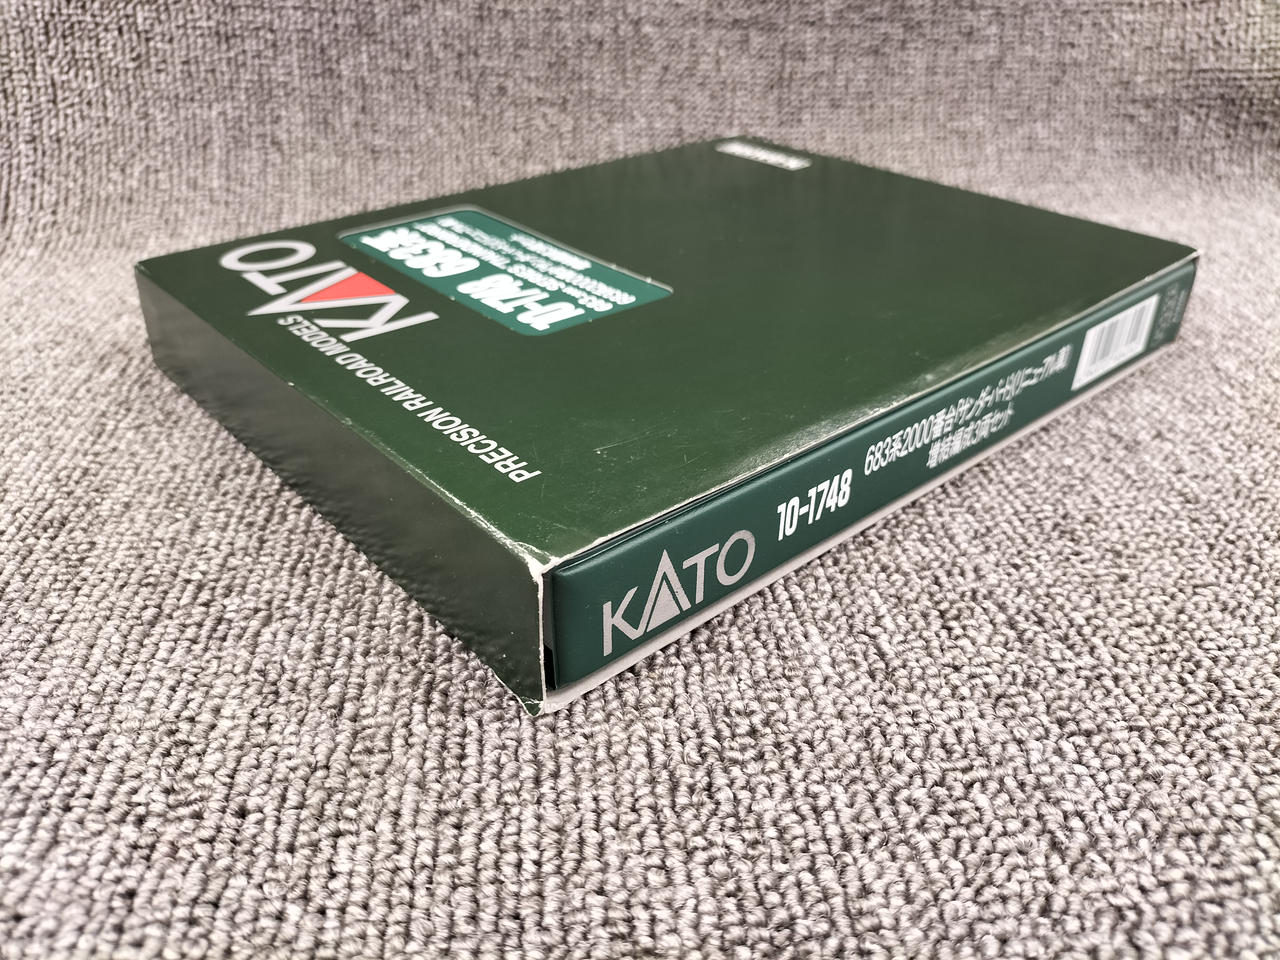 KATO
PRECISION RAILROAD MODELS
10-1748 683系
KATO
10-1748
683系2000番台「サンダーバード」(リニューアル車)
増結編成3両セット